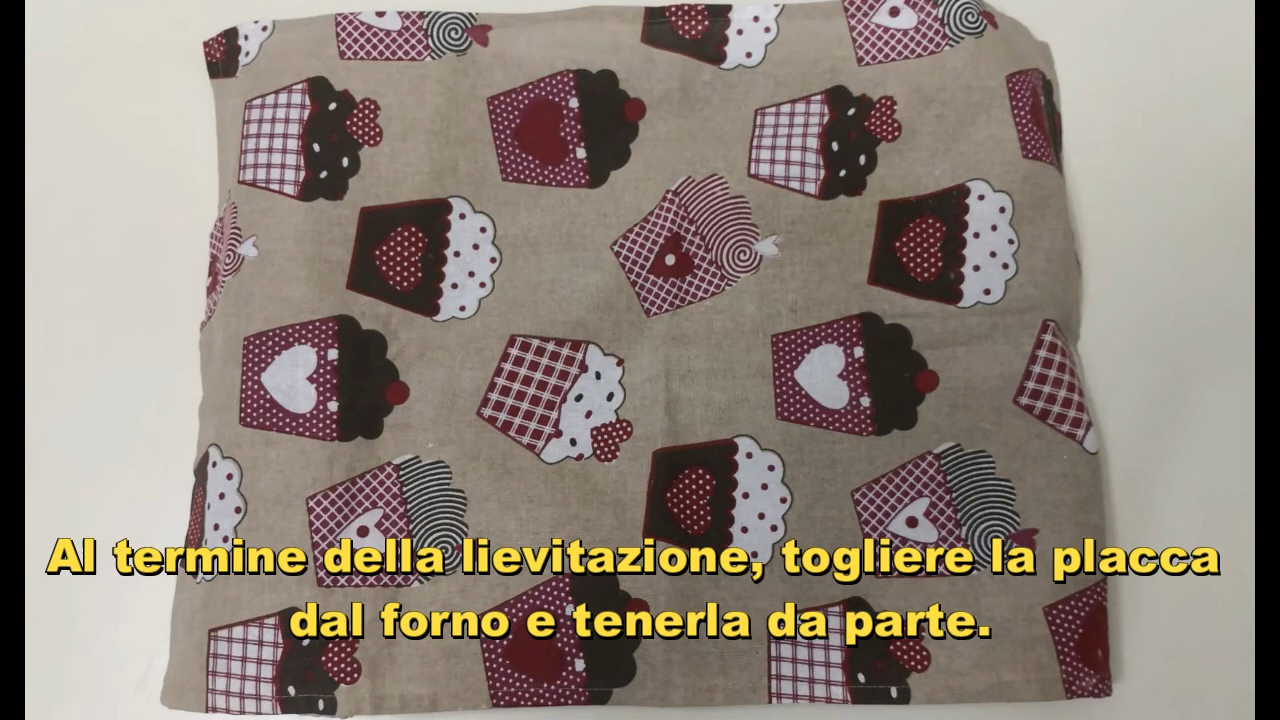 Al termine della lievitazione, togliere la placca
dal forno e tenerla da parte.